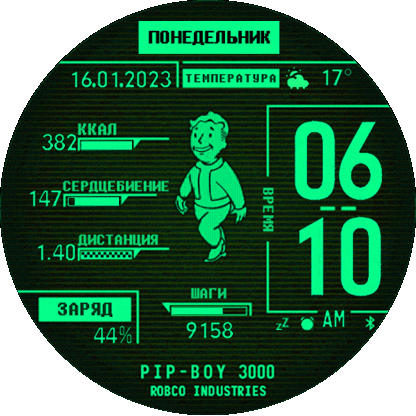 ПОНЕДЕЛЬНИК
16.01.2023 ТЕМПЕРАТУРА 17°
ККАЛ
382
СЕРДЦЕБИЕНИЕ
147
ДИСТАНЦИЯ
1.40
ВРЕМЯ
06
10
ЗАРЯД
44%
ШАГИ
9158
zZ AM
PIP-BOY 3000
ROBCO INDUSTRIES